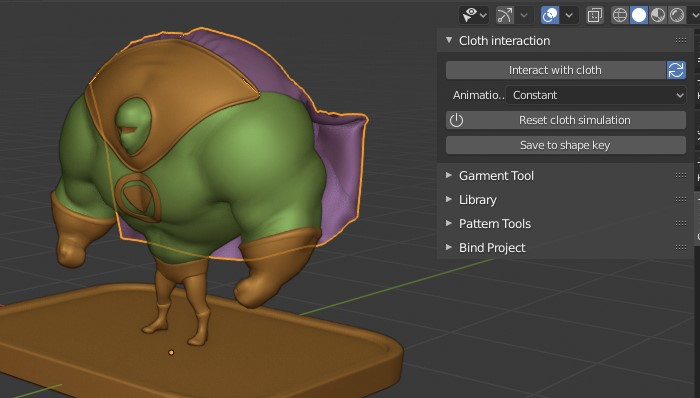 Cloth interaction
Interact with cloth
Animatio.. Constant
Reset cloth simulation
Save to shape key
Garment Tool
Library
Pattern Tools
Bind Project